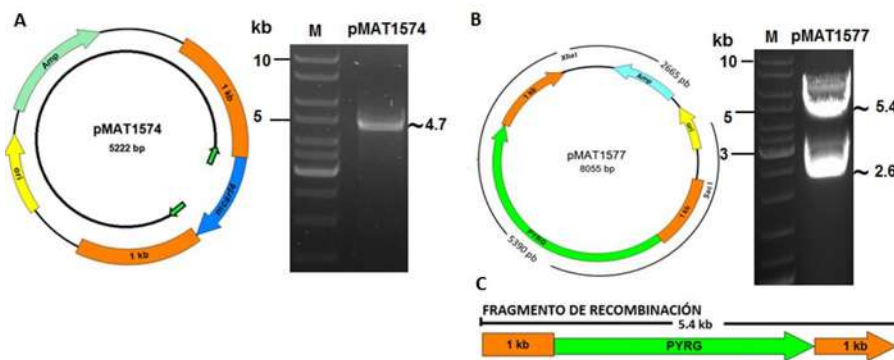 A
kb
M
pMAT1574
10
5
~4.7
Amp
1 kb
ori
1 kb
pMAT1574
5222 bp
B
XbaI
2665 pb
1 kb
Amp
ori
pMAT1577
8055 bp
Sac I
1 kb
PYRG
5390 pb
kb
M
pMAT1577
10
5
3
~ 5.4
~ 2.6
C
FRAGMENTO DE RECOMBINACIÓN
5.4 kb
1 kb
PYRG
1 kb